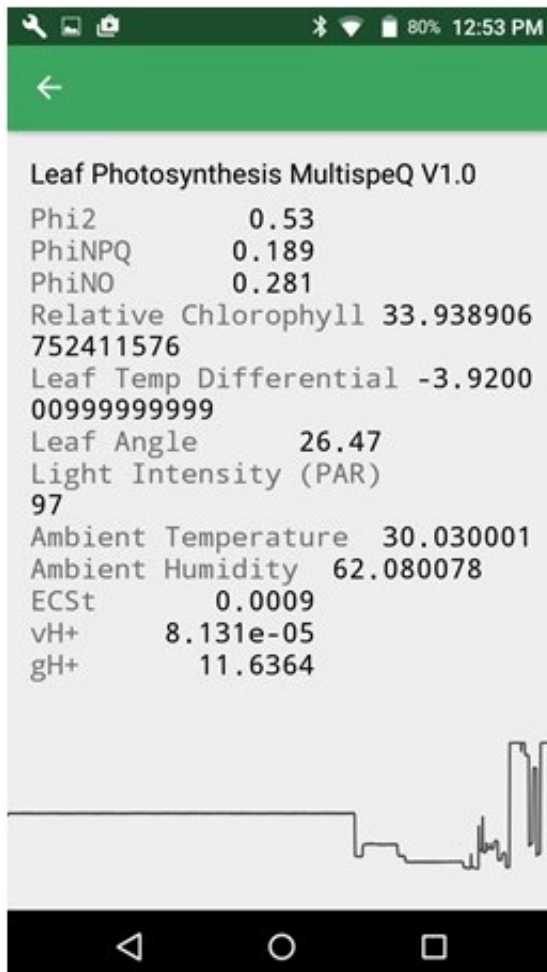 80% 12:53 PM
Leaf Photosynthesis MultispeQ V1.0
Phi2 0.53
PhiNPQ 0.189
PhiNO 0.281
Relative Chlorophyll 33.938906
752411576
Leaf Temp Differential -3.9200
00999999999
Leaf Angle 26.47
Light Intensity (PAR)
97
Ambient Temperature 30.030001
Ambient Humidity 62.080078
ECSt 0.0009
vH+ 8.131e-05
gH+ 11.6364